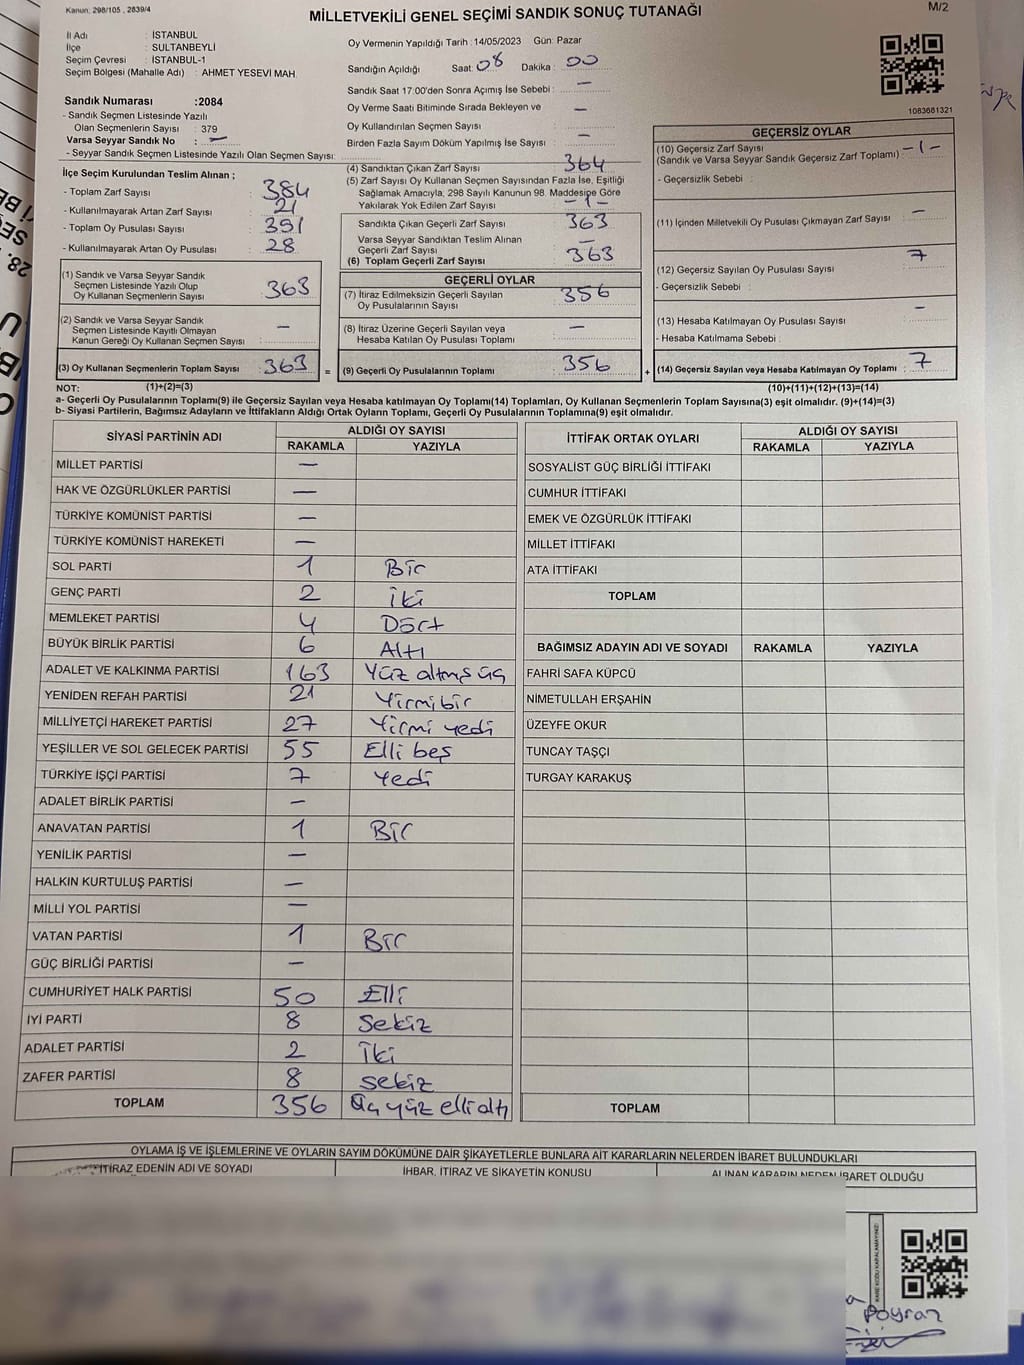 Kanun: 298/105 , 2839/4
MİLLETVEKİLİ GENEL SEÇİMİ SANDIK SONUÇ TUTANAĞI
M/2
İl Adı : İSTANBUL
İlçe : SULTANBEYLİ
Seçim Çevresi : İSTANBUL-1
Seçim Bölgesi (Mahalle Adı) : AHMET YESEVİ MAH.
Sandık Numarası :2084
- Sandık Seçmen Listesinde Yazılı
Olan Seçmenlerin Sayısı : 379
Varsa Seyyar Sandık No : —
- Seyyar Sandık Seçmen Listesinde Yazılı Olan Seçmen Sayısı:
Oy Vermenin Yapıldığı Tarih : 14/05/2023 Gün: Pazar
Sandığın Açıldığı Saat: 08 Dakika : 00
Sandık Saat 17:00'den Sonra Açımış İse Sebebi : —
Oy Verme Saati Bitiminde Sırada Bekleyen ve —
Oy Kullandırılan Seçmen Sayısı
Birden Fazla Sayım Döküm Yapılmış İse Sayısı : —
1083681321
İlçe Seçim Kurulundan Teslim Alınan ;
- Toplam Zarf Sayısı : 384
- Kullanılmayarak Artan Zarf Sayısı : 21
- Toplam Oy Pusulası Sayısı : 391
- Kullanılmayarak Artan Oy Pusulası : 28
(1) Sandık ve Varsa Seyyar Sandık
Seçmen Listesinde Yazılı Olup
Oy Kullanan Seçmenlerin Sayısı : 363
(2) Sandık ve Varsa Seyyar Sandık
Seçmen Listesinde Kayıtlı Olmayan
Kanun Gereği Oy Kullanan Seçmen Sayısı : —
(3) Oy Kullanan Seçmenlerin Toplam Sayısı : 363 =
(4) Sandıktan Çıkan Zarf Sayısı : 364
(5) Zarf Sayısı Oy Kullanan Seçmen Sayısından Fazla İse, Eşitliği
Sağlamak Amacıyla, 298 Sayılı Kanunun 98. Maddesine Göre
Yakılarak Yok Edilen Zarf Sayısı : -1-
Sandıkta Çıkan Geçerli Zarf Sayısı : 363
Varsa Seyyar Sandıktan Teslim Alınan
Geçerli Zarf Sayısı : —
(6) Toplam Geçerli Zarf Sayısı : 363
GEÇERLİ OYLAR
(7) İtiraz Edilmeksizin Geçerli Sayılan
Oy Pusulalarının Sayısı : 356
(8) İtiraz Üzerine Geçerli Sayılan veya
Hesaba Katılan Oy Pusulası Toplamı : —
(9) Geçerli Oy Pusulalarının Toplamı : 356 +
GEÇERSİZ OYLAR
(10) Geçersiz Zarf Sayısı : -1-
(Sandık ve Varsa Seyyar Sandık Geçersiz Zarf Toplamı)
- Geçersizlik Sebebi :
(11) İçinden Milletvekili Oy Pusulası Çıkmayan Zarf Sayısı : —
(12) Geçersiz Sayılan Oy Pusulası Sayısı : 7
- Geçersizlik Sebebi :
(13) Hesaba Katılmayan Oy Pusulası Sayısı : —
- Hesaba Katılmama Sebebi :
(14) Geçersiz Sayılan veya Hesaba Katılmayan Oy Toplamı : 7
NOT: (1)+(2)=(3)
(10)+(11)+(12)+(13)=(14)
a- Geçerli Oy Pusulalarının Toplamı(9) ile Geçersiz Sayılan veya Hesaba katılmayan Oy Toplamı(14) Toplamları, Oy Kullanan Seçmenlerin Toplam Sayısına(3) eşit olmalıdır. (9)+(14)=(3)
b- Siyasi Partilerin, Bağımsız Adayların ve İttifakların Aldığı Ortak Oyların Toplamı, Geçerli Oy Pusulalarının Toplamına(9) eşit olmalıdır.
SİYASİ PARTİNİN ADI ALDIĞI OY SAYISI
RAKAMLA YAZIYLA
MİLLET PARTİSİ —
HAK VE ÖZGÜRLÜKLER PARTİSİ —
TÜRKİYE KOMÜNİST PARTİSİ —
TÜRKİYE KOMÜNİST HAREKETİ —
SOL PARTİ 1 Bir
GENÇ PARTİ 2 iki
MEMLEKET PARTİSİ 4 Dört
BÜYÜK BİRLİK PARTİSİ 6 Altı
ADALET VE KALKINMA PARTİSİ 163 Yüz altmış üç
YENİDEN REFAH PARTİSİ 21 Yirmi bir
MİLLİYETÇİ HAREKET PARTİSİ 27 Yirmi yedi
YEŞİLLER VE SOL GELECEK PARTİSİ 55 Elli beş
TÜRKİYE İŞÇİ PARTİSİ 7 Yedi
ADALET BİRLİK PARTİSİ —
ANAVATAN PARTİSİ 1 Bir
YENİLİK PARTİSİ —
HALKIN KURTULUŞ PARTİSİ —
MİLLİ YOL PARTİSİ —
VATAN PARTİSİ 1 Bir
GÜÇ BİRLİĞİ PARTİSİ —
CUMHURİYET HALK PARTİSİ 50 Elli
İYİ PARTİ 8 Sekiz
ADALET PARTİSİ 2 İki
ZAFER PARTİSİ 8 sekiz
TOPLAM 356 Üç yüz elli altı
İTTİFAK ORTAK OYLARI ALDIĞI OY SAYISI
RAKAMLA YAZIYLA
SOSYALİST GÜÇ BİRLİĞİ İTTİFAKI
CUMHUR İTTİFAKI
EMEK VE ÖZGÜRLÜK İTTİFAKI
MİLLET İTTİFAKI
ATA İTTİFAKI
TOPLAM
BAĞIMSIZ ADAYIN ADI VE SOYADI RAKAMLA YAZIYLA
FAHRİ SAFA KÜPCÜ
NİMETULLAH ERŞAHİN
ÜZEYFE OKUR
TUNCAY TAŞÇI
TURGAY KARAKUŞ
TOPLAM
OYLAMA İŞ VE İŞLEMLERİNE VE OYLARIN SAYIM DÖKÜMÜNE DAİR ŞİKAYETLERLE BUNLARA AİT KARARLARIN NELERDEN İBARET BULUNDUKLARI
İTİRAZ EDENİN ADI VE SOYADI İHBAR, İTİRAZ VE ŞİKAYETİN KONUSU ALINAN KARARIN NEDEN İBARET OLDUĞU
Poyraz